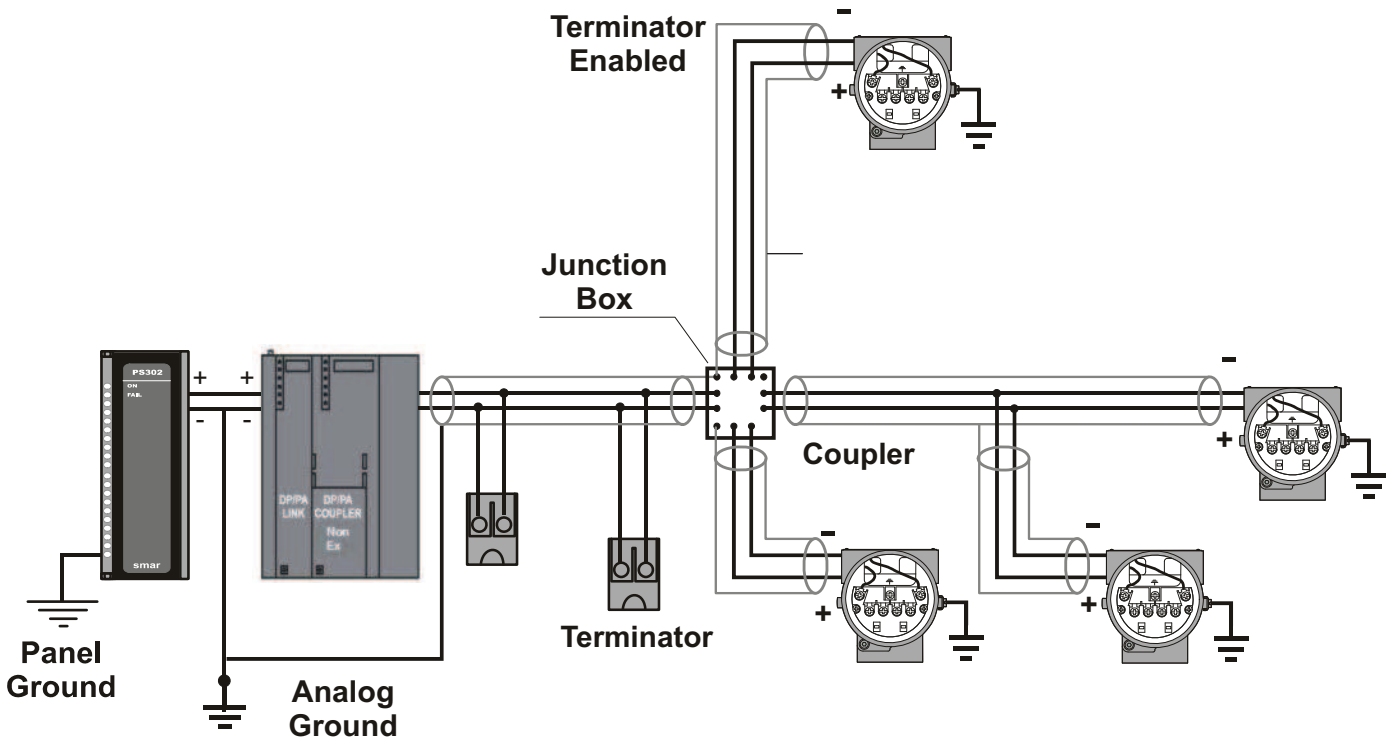 Terminator
Enabled
−
+
Junction
Box
PS302
ON
FAIL
smar
+ +
- -
DP/PA
LINK
DP/PA
COUPLER
Non
Ex
−
+
Coupler
−
+
−
+
Terminator
Panel
Ground
Analog
Ground